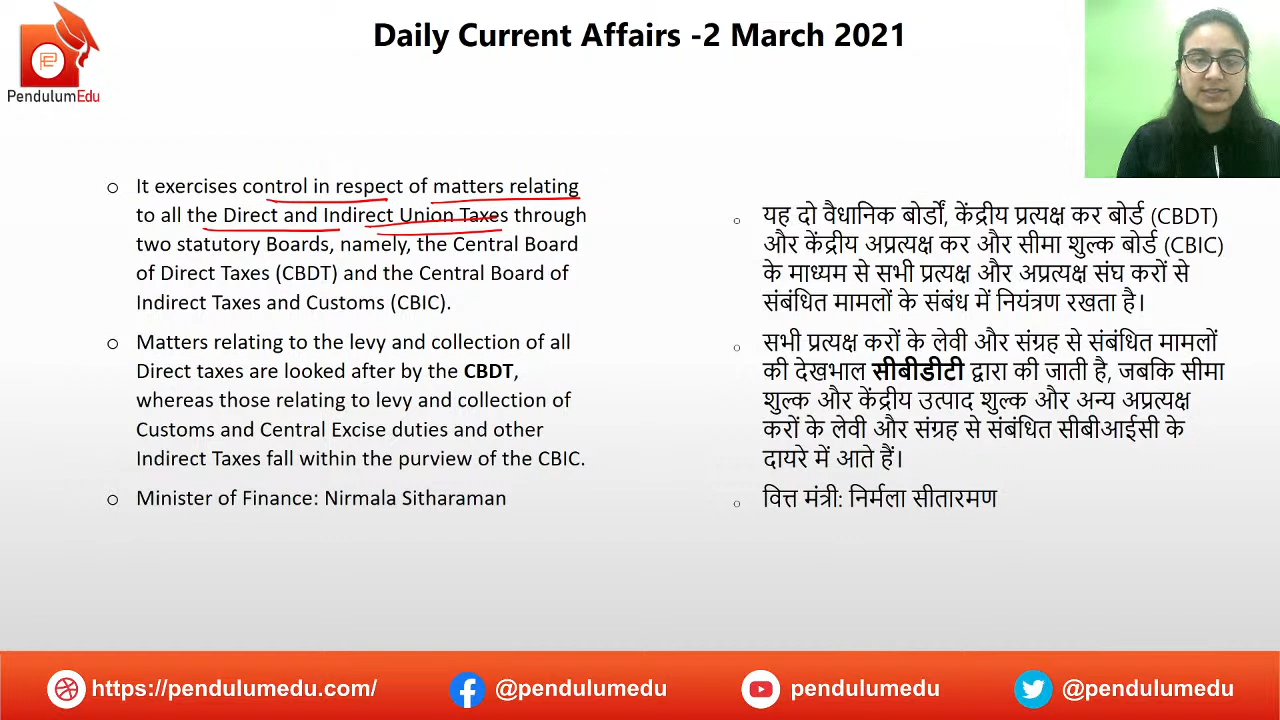 Daily Current Affairs -2 March 2021
PendulumEdu
o It exercises control in respect of matters relating
to all the Direct and Indirect Union Taxes through
two statutory Boards, namely, the Central Board
of Direct Taxes (CBDT) and the Central Board of
Indirect Taxes and Customs (CBIC).
o Matters relating to the levy and collection of all
Direct taxes are looked after by the CBDT,
whereas those relating to levy and collection of
Customs and Central Excise duties and other
Indirect Taxes fall within the purview of the CBIC.
o Minister of Finance: Nirmala Sitharaman
o यह दो वैधानिक बोर्डों, केंद्रीय प्रत्यक्ष कर बोर्ड (CBDT)
और केंद्रीय अप्रत्यक्ष कर और सीमा शुल्क बोर्ड (CBIC)
के माध्यम से सभी प्रत्यक्ष और अप्रत्यक्ष संघ करों से
संबंधित मामलों के संबंध में नियंत्रण रखता है।
o सभी प्रत्यक्ष करों के लेवी और संग्रह से संबंधित मामलों
की देखभाल सीबीडीटी द्वारा की जाती है, जबकि सीमा
शुल्क और केंद्रीय उत्पाद शुल्क और अन्य अप्रत्यक्ष
करों के लेवी और संग्रह से संबंधित सीबीआईसी के
दायरे में आते हैं।
o वित्त मंत्री: निर्मला सीतारमण
https://pendulumedu.com/
@pendulumedu
pendulumedu
@pendulumedu